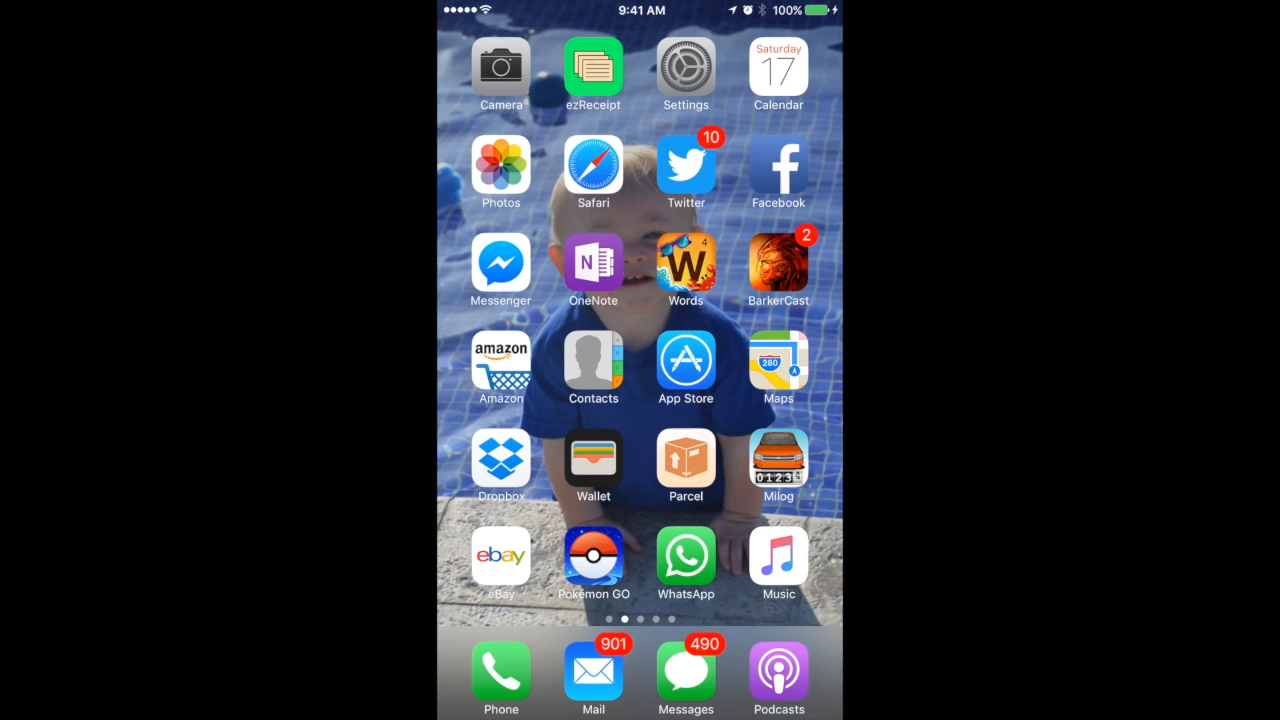 9:41 AM 100%
Saturday
17
Camera ezReceipt Settings Calendar
10
Photos Safari Twitter Facebook
2
N 4 W
Messenger OneNote Words BarkerCast
amazon A 280
Amazon Contacts App Store Maps
01234
Dropbox Wallet Parcel Milog
ebay
eBay Pokémon GO WhatsApp Music
901 490
Phone Mail Messages Podcasts